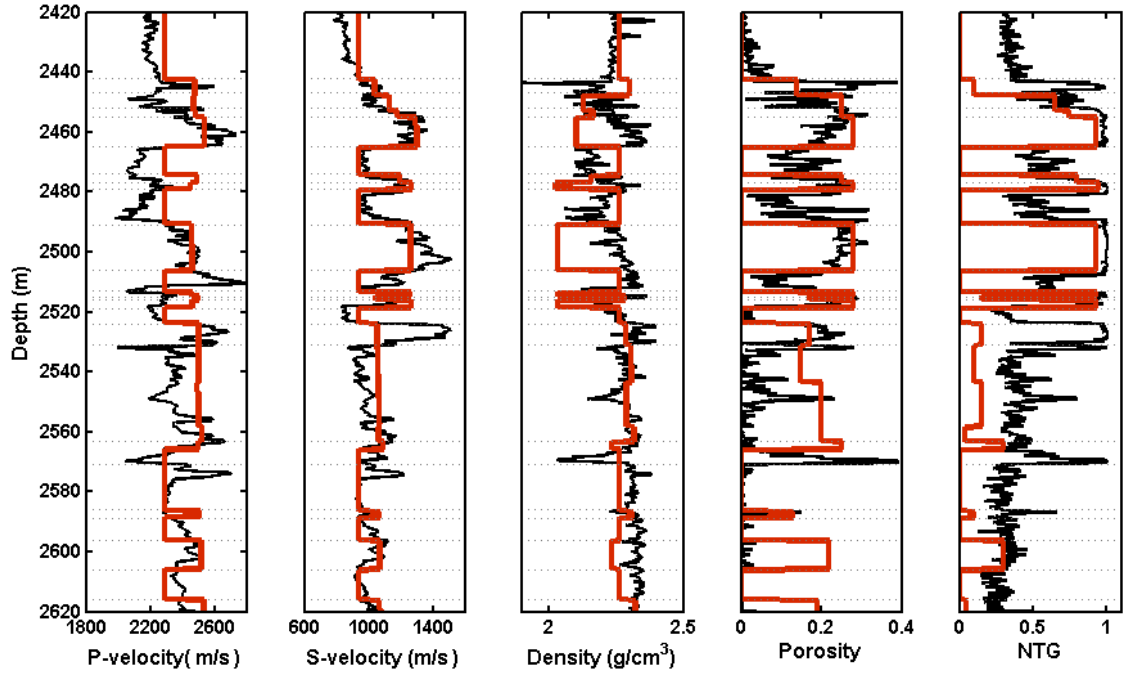 2420
2440
2460
2480
2500
2520
2540
2560
2580
2600
2620
Depth (m)
1800 2200 2600
P-velocity( m/s)
600 1000 1400
S-velocity (m/s)
2 2.5
Density (g/cm³)
0 0.2 0.4
Porosity
0 0.5 1
NTG